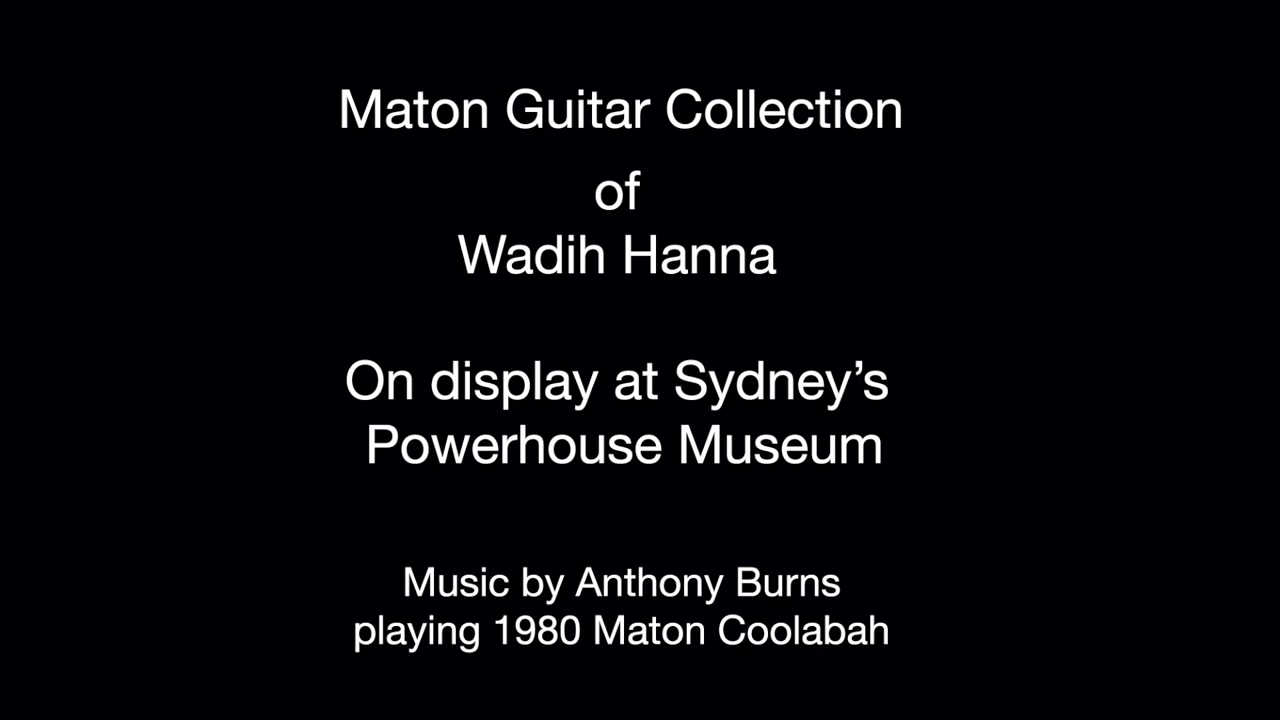 Maton Guitar Collection
of
Wadih Hanna
On display at Sydney’s
Powerhouse Museum
Music by Anthony Burns
playing 1980 Maton Coolabah